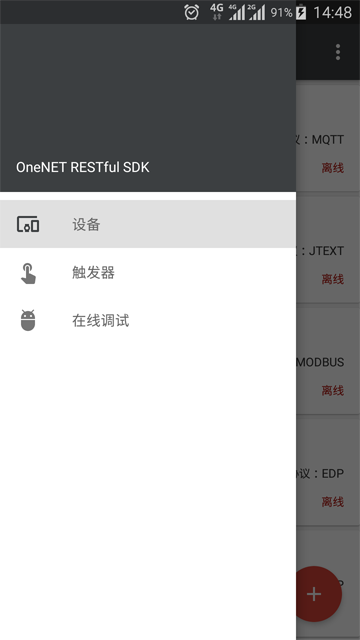 4G 4G 2G 91% 14:48
OneNET RESTful SDK
设备
触发器
在线调试
：MQTT
离线
：JTEXT
离线
MODBUS
离线
议：EDP
离线